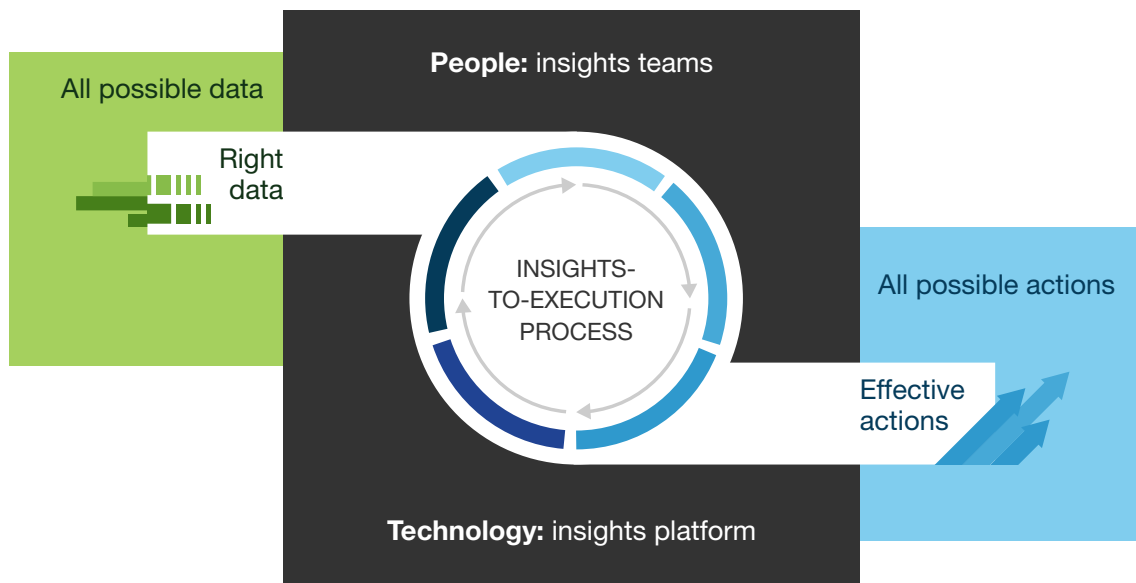 People: insights teams
All possible data
Right
data
INSIGHTS-
TO-EXECUTION
PROCESS
All possible actions
Effective
actions
Technology: insights platform